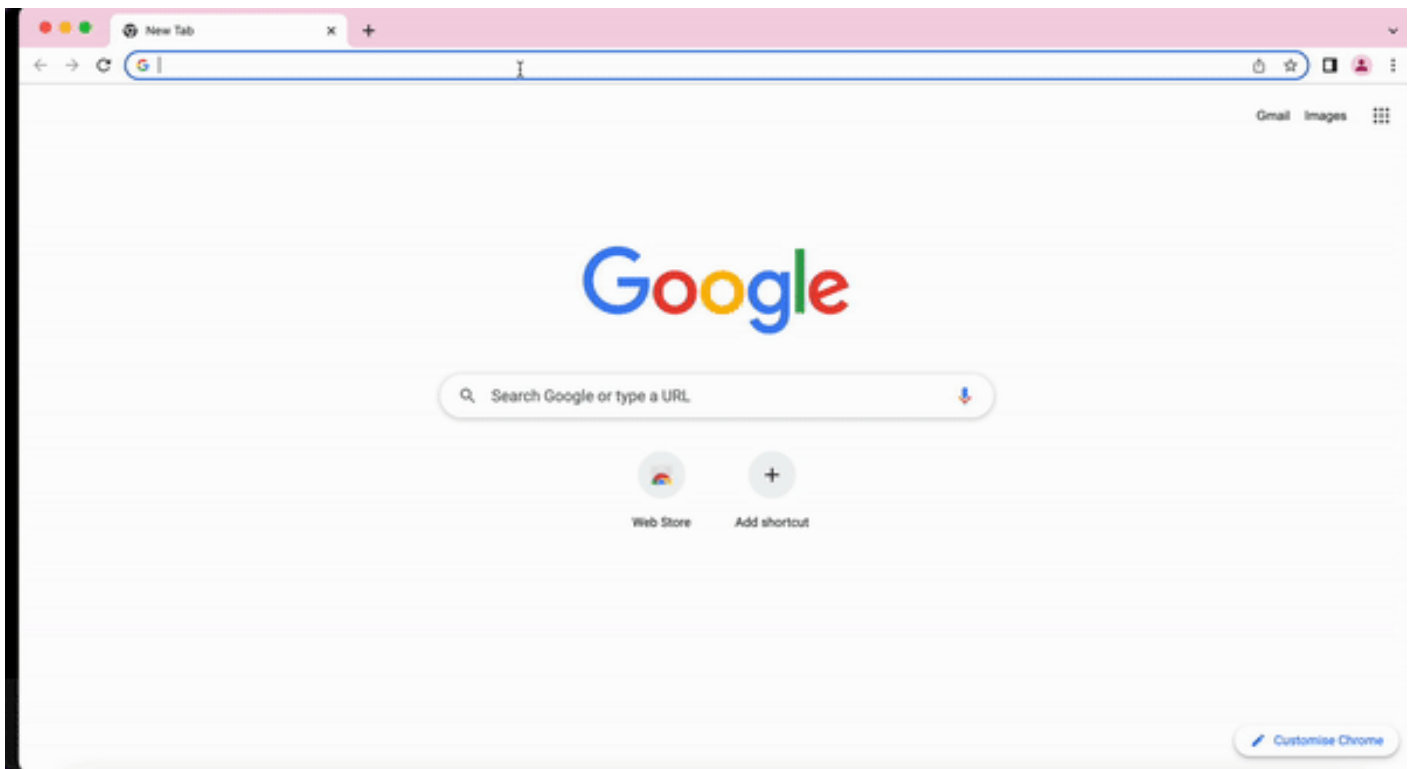 New Tab
Gmail Images
Google
Search Google or type a URL
Web Store Add shortcut
Customise Chrome